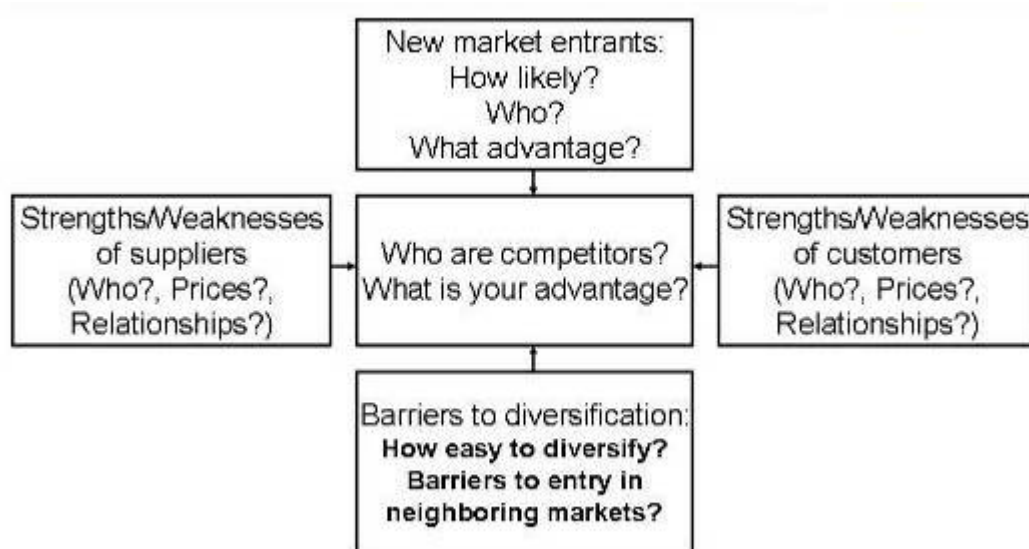 New market entrants:
How likely?
Who?
What advantage?
Strengths/Weaknesses
of suppliers
(Who?, Prices?,
Relationships?)
Who are competitors?
What is your advantage?
Strengths/Weaknesses
of customers
(Who?, Prices?,
Relationships?)
Barriers to diversification:
How easy to diversify?
Barriers to entry in
neighboring markets?